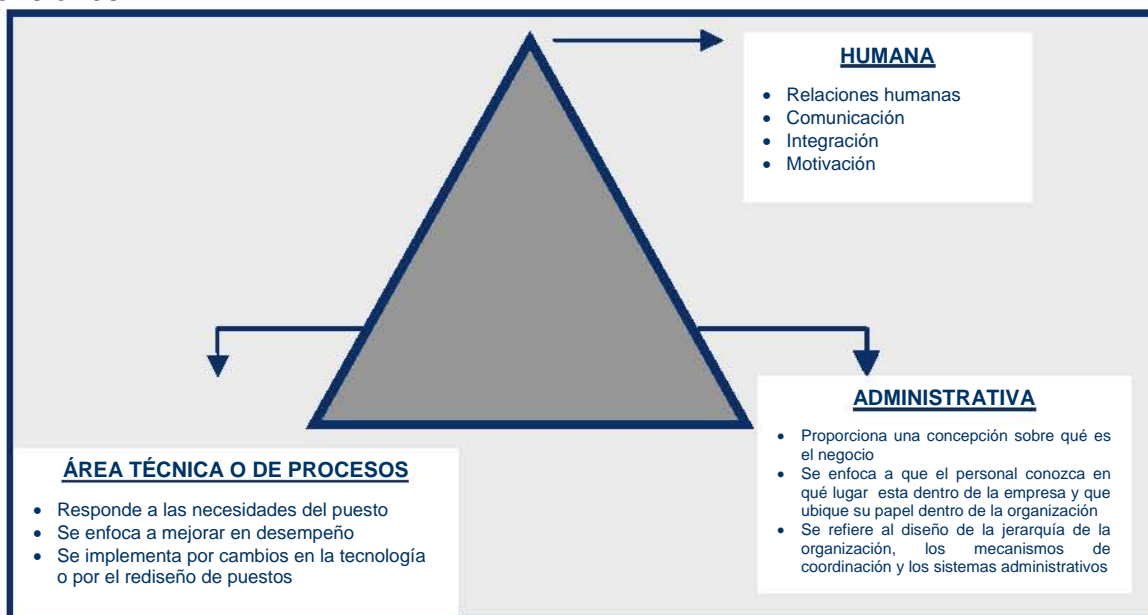 HUMANA
• Relaciones humanas
• Comunicación
• Integración
• Motivación
ADMINISTRATIVA
• Proporciona una concepción sobre qué es
el negocio
• Se enfoca a que el personal conozca en
qué lugar esta dentro de la empresa y que
ubique su papel dentro de la organización
• Se refiere al diseño de la jerarquía de la
organización, los mecanismos de
coordinación y los sistemas administrativos
ÁREA TÉCNICA O DE PROCESOS
• Responde a las necesidades del puesto
• Se enfoca a mejorar en desempeño
• Se implementa por cambios en la tecnología
o por el rediseño de puestos